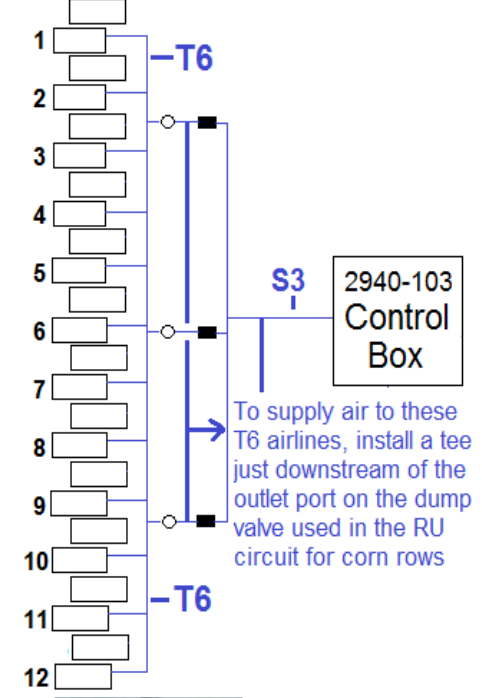 1
T6
2
3
4
5
S3
2940-103
Control
Box
6
7
To supply air to these
T6 airlines, install a tee
just downstream of the
outlet port on the dump
valve used in the RU
circuit for corn rows
8
9
10
T6
11
12